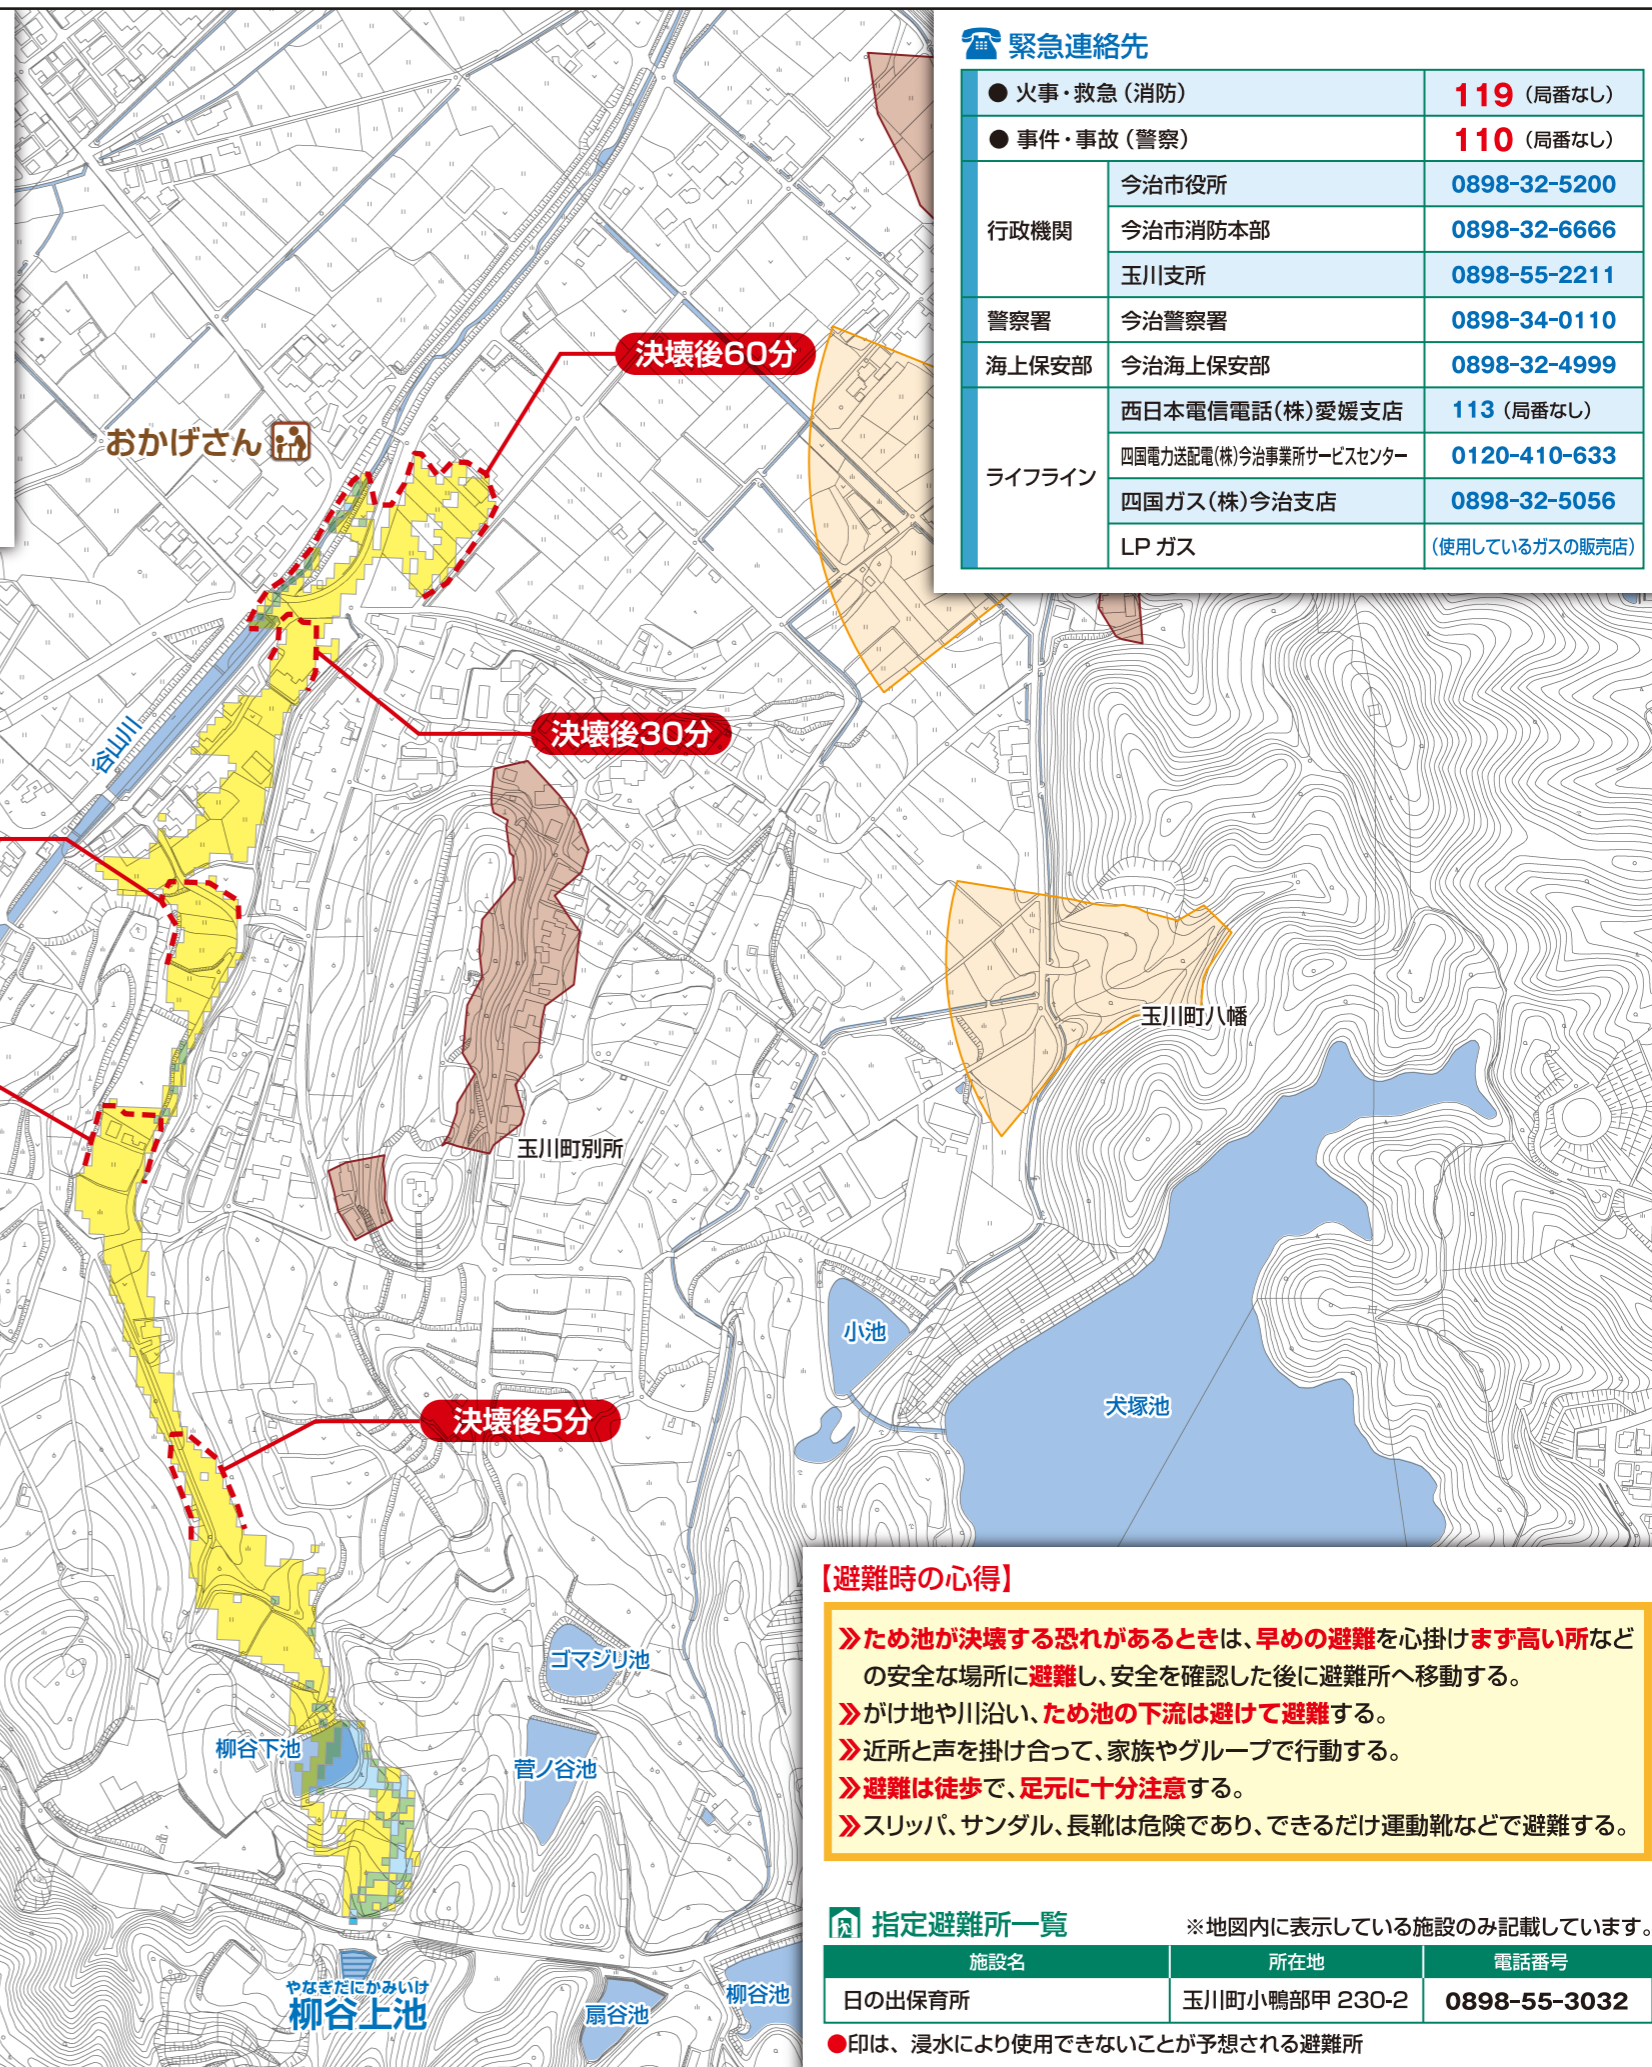 緊急連絡先
● 火事・救急（消防） 119（局番なし）
● 事件・事故（警察） 110（局番なし）
行政機関
今治市役所 0898-32-5200
今治市消防本部 0898-32-6666
玉川支所 0898-55-2211
警察署 今治警察署 0898-34-0110
海上保安部 今治海上保安部 0898-32-4999
ライフライン
西日本電信電話（株）愛媛支店 113（局番なし）
四国電力送配電（株）今治事業所サービスセンター 0120-410-633
四国ガス（株）今治支店 0898-32-5056
LPガス （使用しているガスの販売店）
決壊後60分
おかげさん
決壊後30分
谷山川
玉川町八幡
玉川町別所
小池
犬塚池
決壊後5分
ゴマジリ池
柳谷下池
菅ノ谷池
やなぎだにかみいけ
柳谷上池
扇谷池
柳谷池
【避難時の心得】
》ため池が決壊する恐れがあるときは、早めの避難を心掛けまず高い所など
の安全な場所に避難し、安全を確認した後に避難所へ移動する。
》がけ地や川沿い、ため池の下流は避けて避難する。
》近所と声を掛け合って、家族やグループで行動する。
》避難は徒歩で、足元に十分注意する。
》スリッパ、サンダル、長靴は危険であり、できるだけ運動靴などで避難する。
指定避難所一覧 ※地図内に表示している施設のみ記載しています。
施設名 所在地 電話番号
日の出保育所 玉川町小鴨部甲 230-2 0898-55-3032
●印は、浸水により使用できないことが予想される避難所